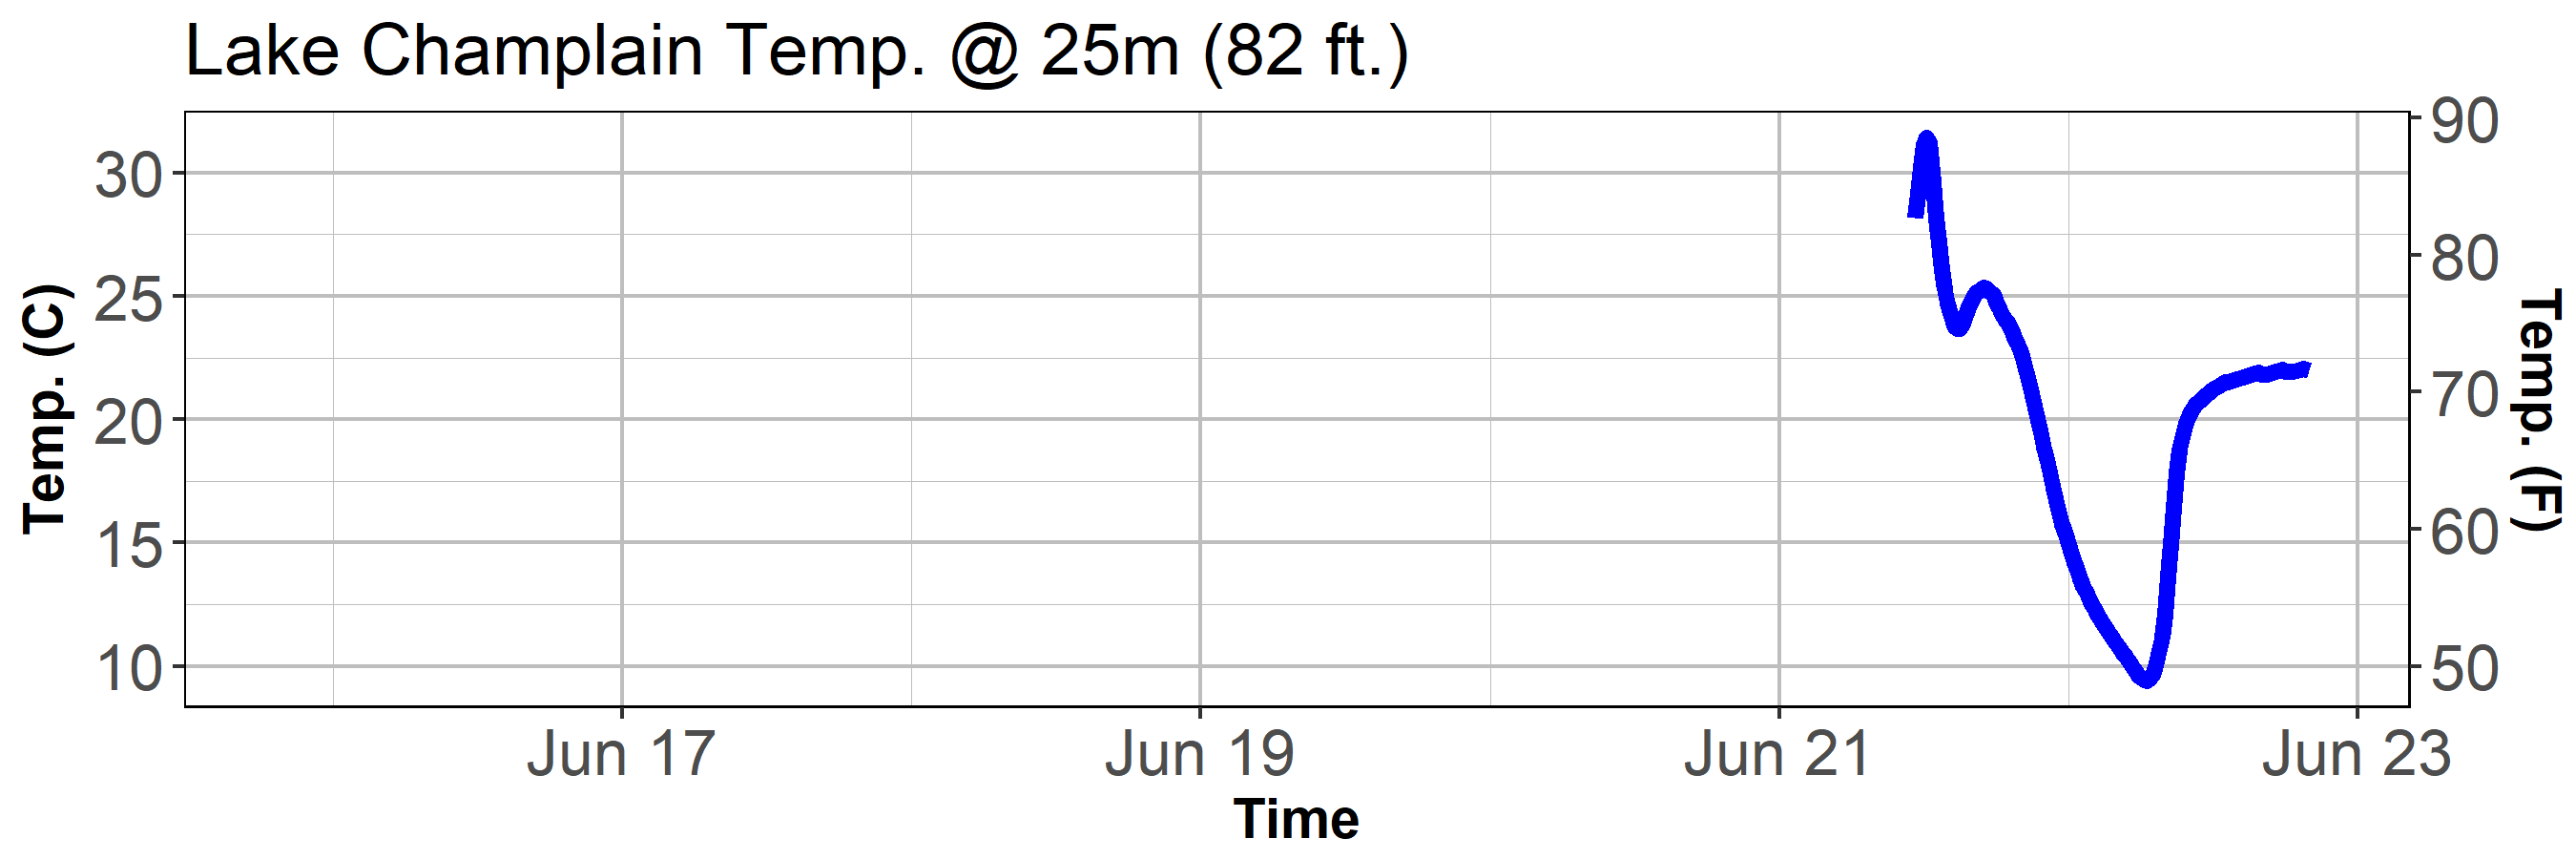 Lake Champlain Temp. @ 25m (82 ft.)
90
30
80
25
Temp. (C)
Temp. (F)
70
20
60
15
50
10
Jun 17 Jun 19 Jun 21 Jun 23
Time